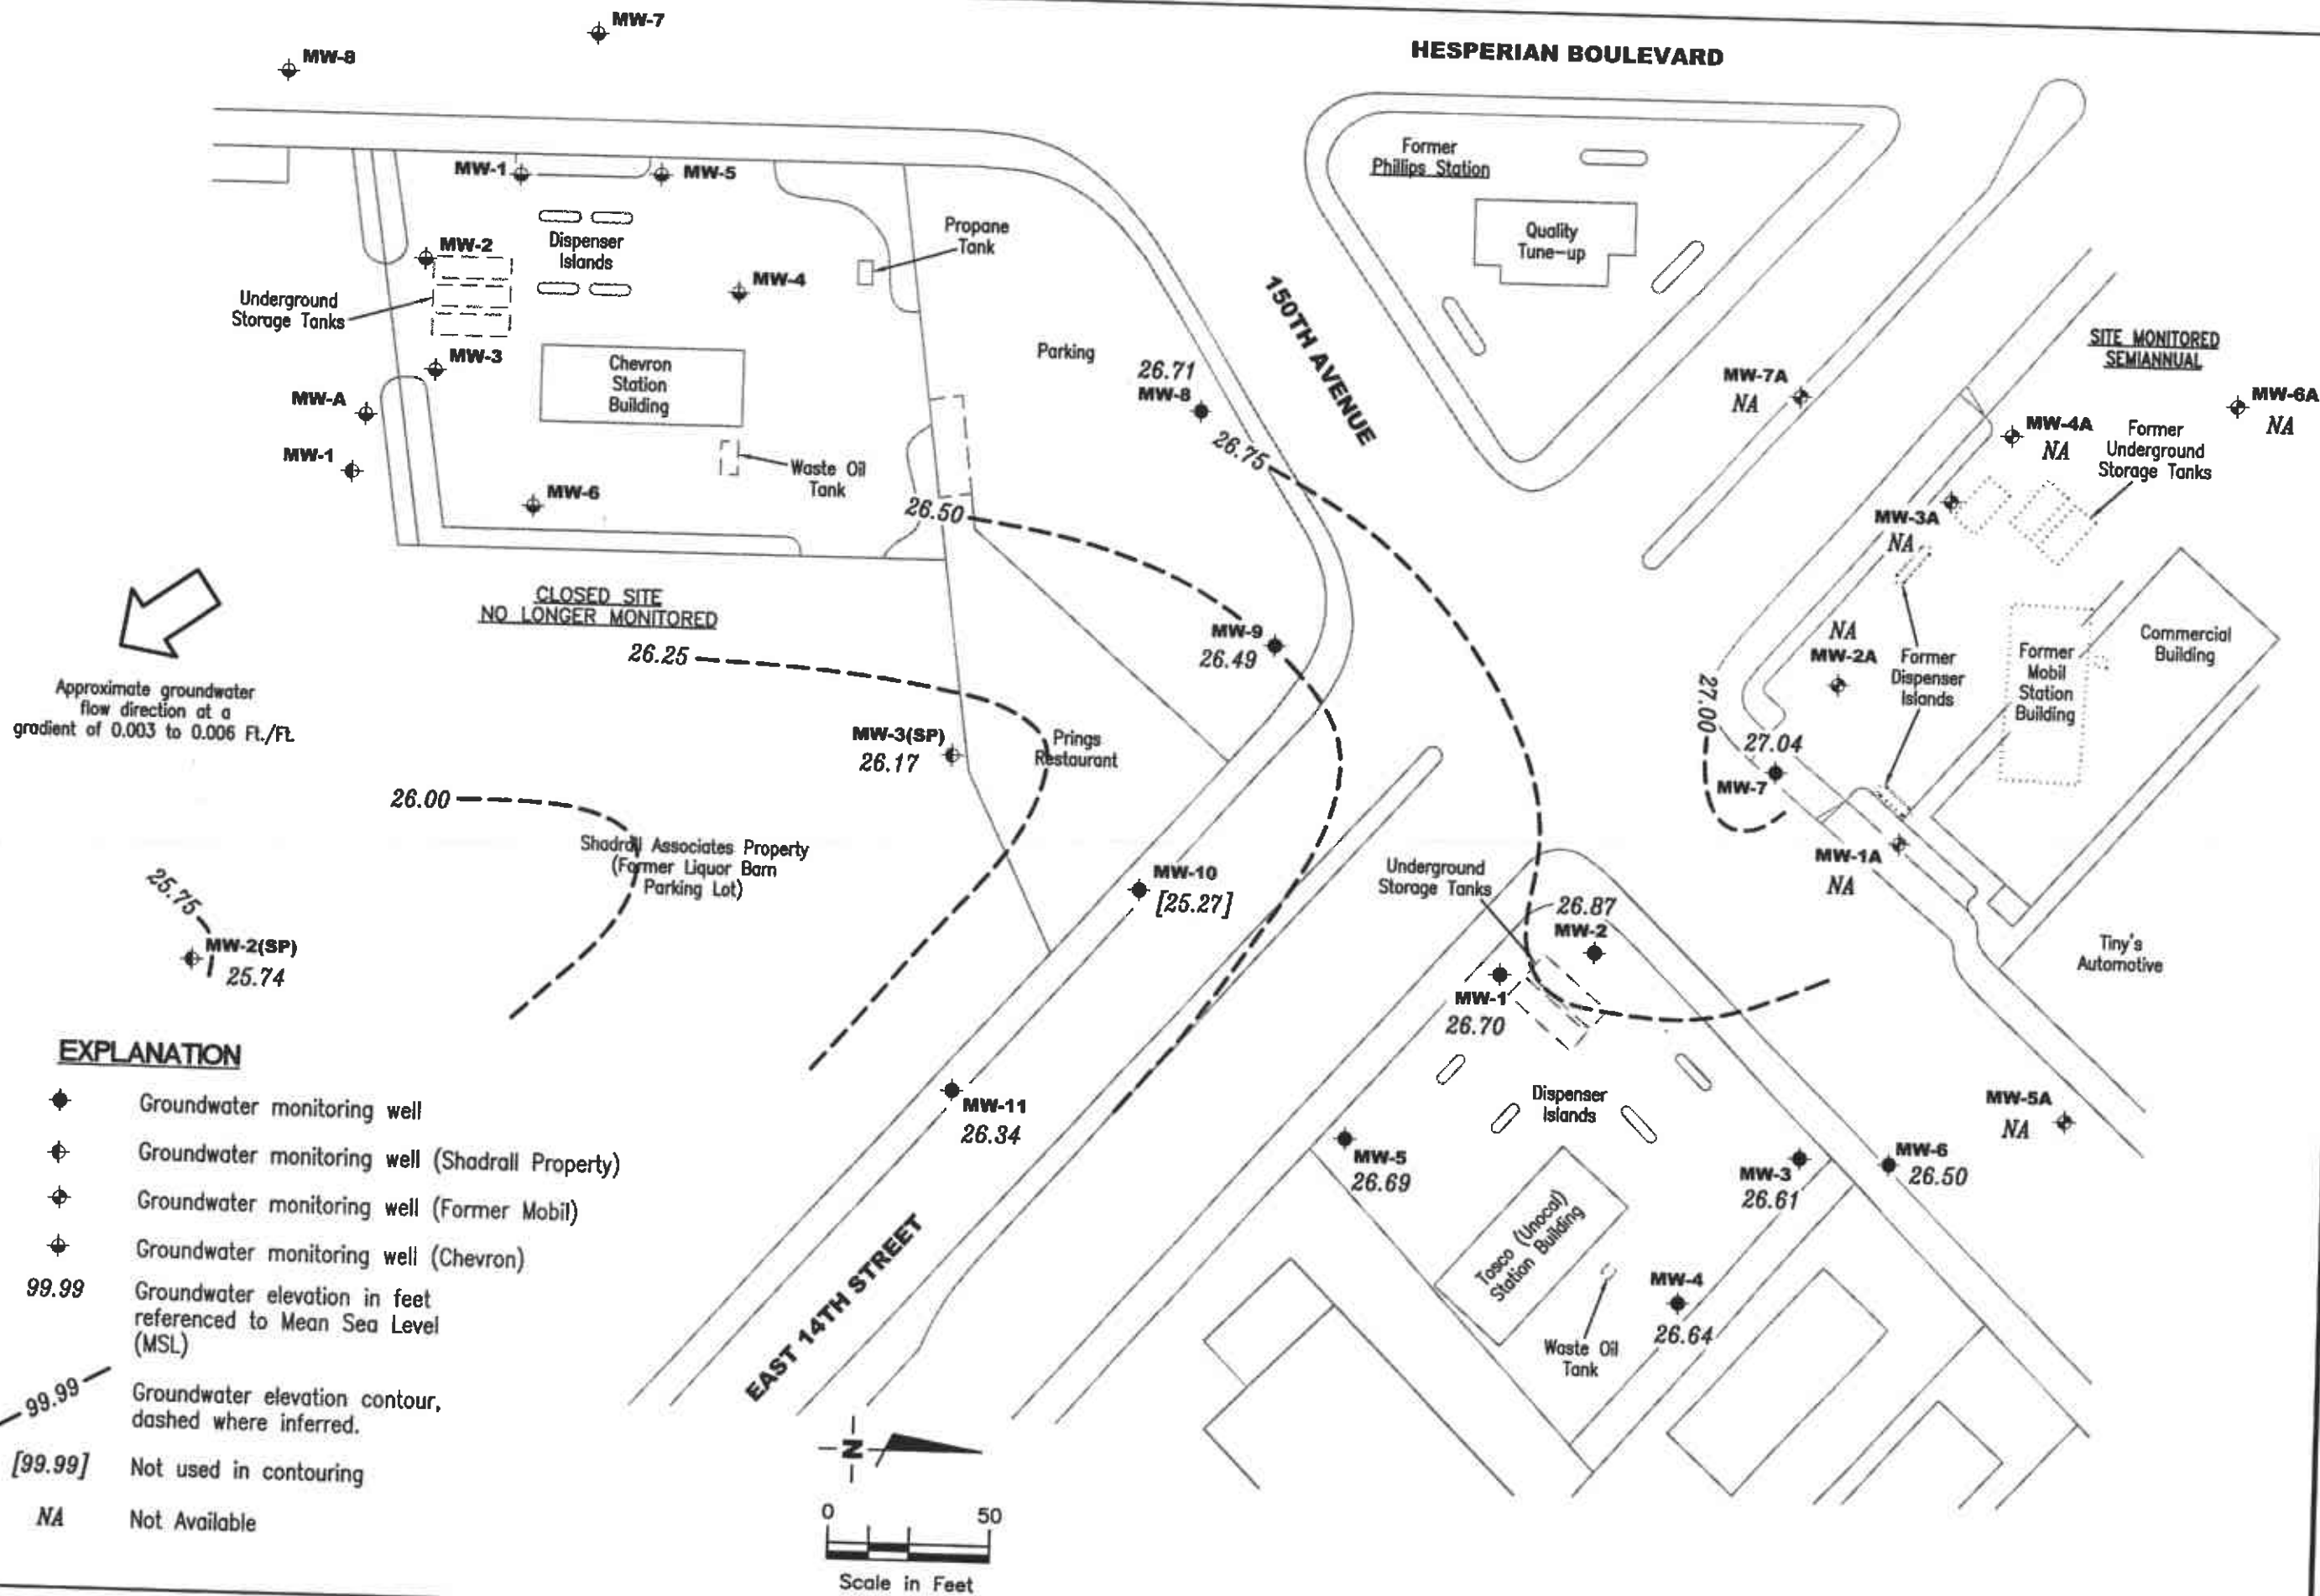 MW-7
MW-8
HESPERIAN BOULEVARD
MW-1
MW-5
Former
Phillips Station
Quality
Tune-up
Propane
Tank
MW-2
Dispenser
Islands
MW-4
Underground
Storage Tanks
MW-3
Chevron
Station
Building
MW-A
MW-1
MW-6
Waste Oil
Tank
Parking
26.71
MW-8
26.75
150TH AVENUE
26.50
SITE MONITORED
SEMIANNUAL
MW-7A
NA
MW-6A
NA
MW-4A
NA
Former
Underground
Storage Tanks
MW-3A
NA
NA
MW-2A
Former
Dispenser
Islands
Former
Mobil
Station
Building
Commercial
Building
CLOSED SITE
NO LONGER MONITORED
26.25
MW-9
26.49
27.00
27.04
MW-7
MW-1A
NA
Approximate groundwater
flow direction at a
gradient of 0.003 to 0.006 Ft./Ft.
MW-3(SP)
26.17
Prings
Restaurant
26.00
Shadrall Associates Property
(Former Liquor Barn
Parking Lot)
25.75
MW-2(SP)
25.74
MW-10
[25.27]
Underground
Storage Tanks
26.87
MW-2
MW-1
26.70
Tiny's
Automotive
MW-11
26.34
Dispenser
Islands
MW-5A
NA
MW-5
26.69
MW-3
26.61
MW-6
26.50
Tosco (Unocal)
Station Building
MW-4
26.64
Waste Oil
Tank
EAST 14TH STREET
EXPLANATION
Groundwater monitoring well
Groundwater monitoring well (Shadrall Property)
Groundwater monitoring well (Former Mobil)
Groundwater monitoring well (Chevron)
99.99 Groundwater elevation in feet
referenced to Mean Sea Level
(MSL)
99.99 Groundwater elevation contour,
dashed where inferred.
[99.99] Not used in contouring
NA Not Available
N
0 50
Scale in Feet